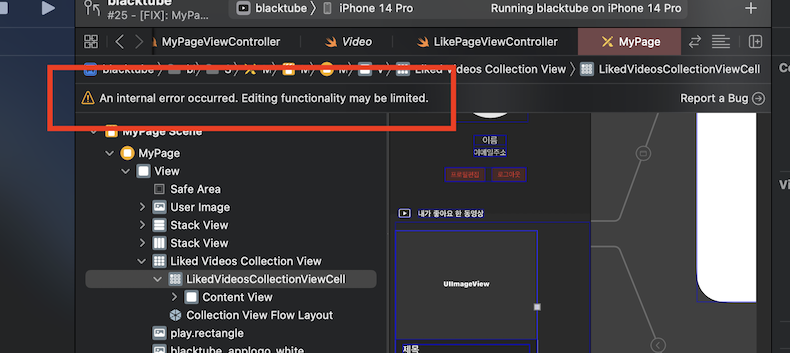 blacktube
#25 - [FIX]: MyPa...
blacktube 〉 iPhone 14 Pro
Running blacktube on iPhone 14 Pro
MyPageViewController
Video
LikePageViewController
MyPage
blacktube
Liked Videos Collection View
LikedVideosCollectionViewCell
An internal error occurred. Editing functionality may be limited.
Report a Bug
MyPage Scene
MyPage
View
Safe Area
User Image
Stack View
Stack View
Liked Videos Collection View
LikedVideosCollectionViewCell
Content View
Collection View Flow Layout
play.rectangle
blacktube_applogo_white
이름
이메일주소
프로필편집
로그아웃
내가 좋아요 한 동영상
UIImageView
제목